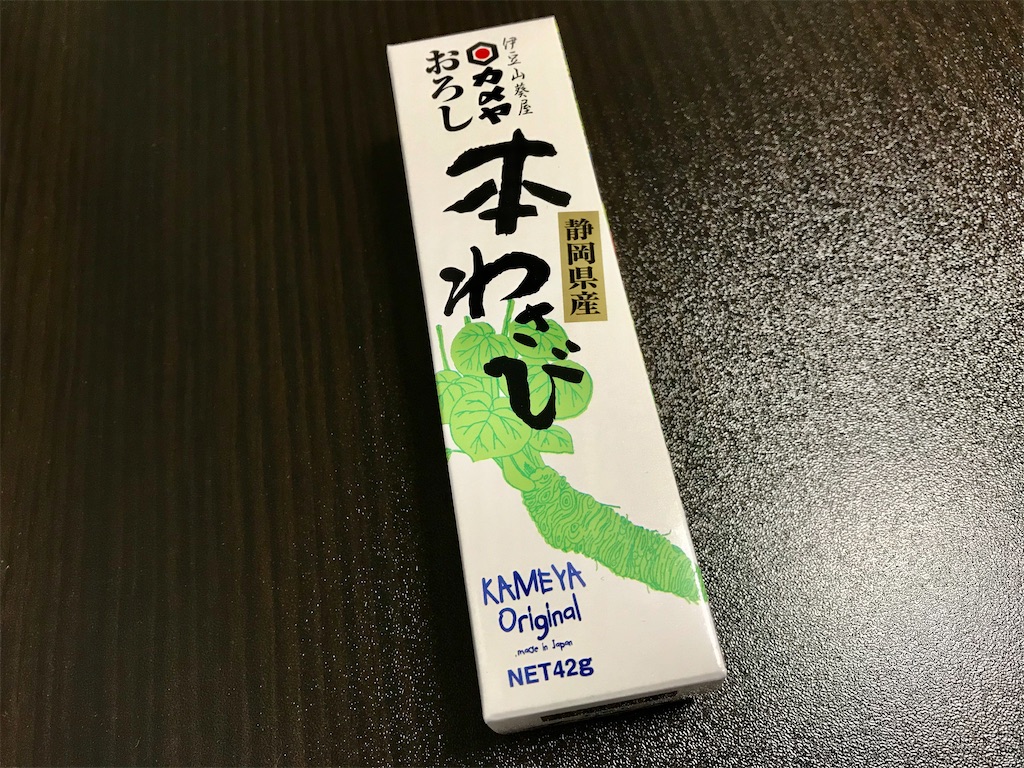 伊豆山葵屋
カメヤ
おろし
本わさび
静岡県産
KAMEYA
Original
made in Japan
NET42g